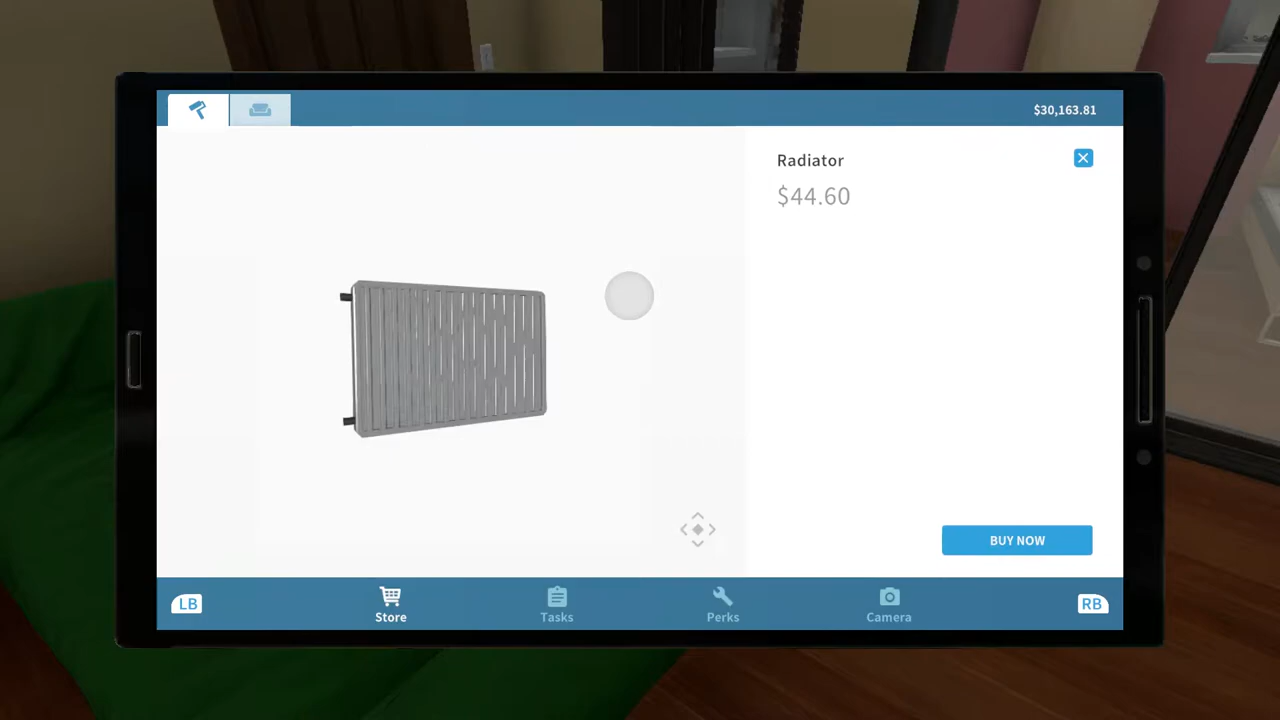 $30,163.81
Radiator
$44.60
BUY NOW
LB
Store
Tasks
Perks
Camera
RB